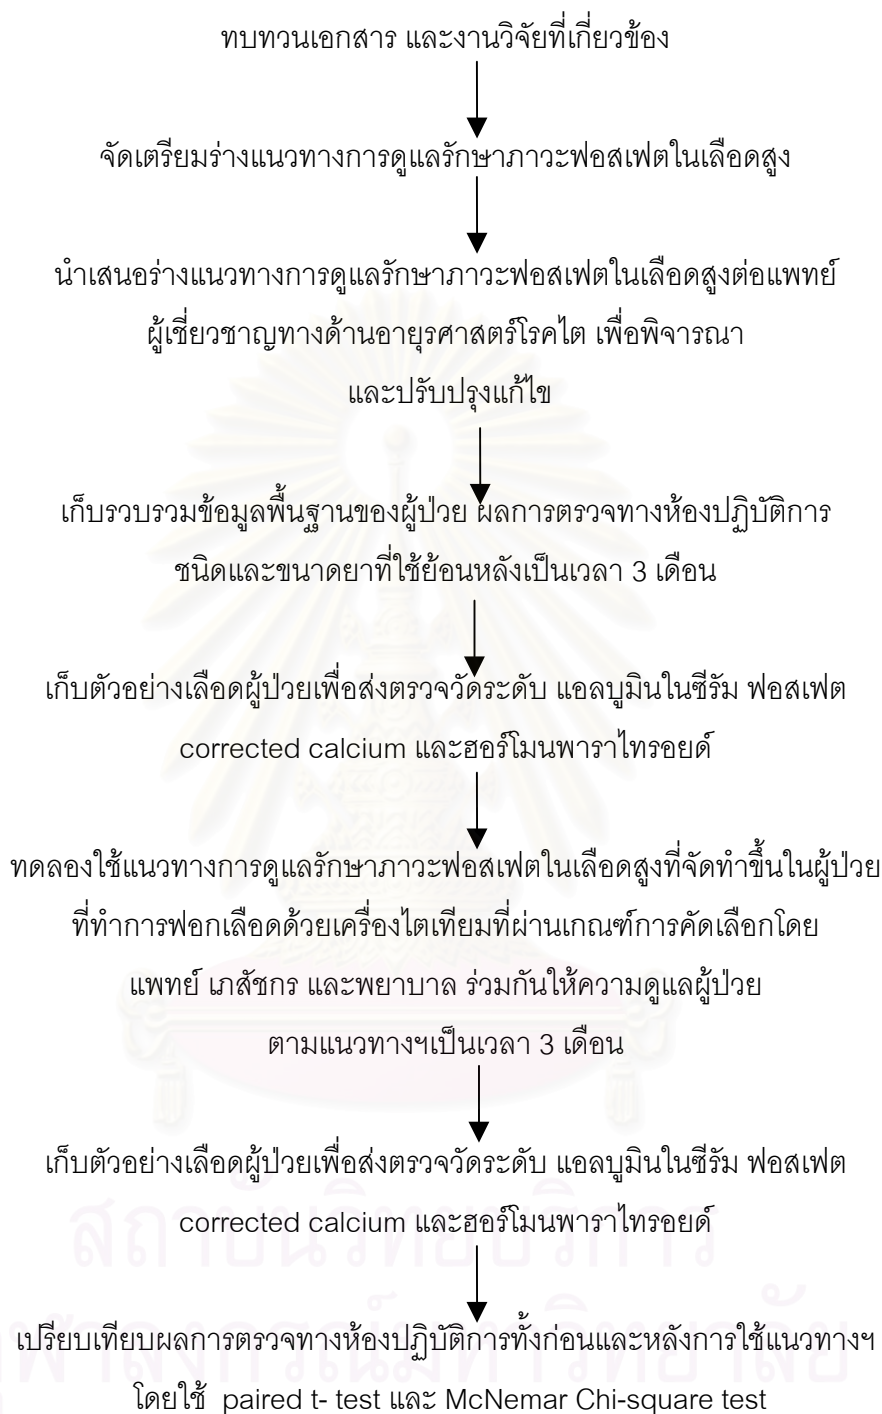 ทบทวนเอกสาร และงานวิจัยที่เกี่ยวข้อง
จัดเตรียมร่างแนวทางการดูแลรักษาภาวะฟอสเฟตในเลือดสูง
นำเสนอร่างแนวทางการดูแลรักษาภาวะฟอสเฟตในเลือดสูงต่อแพทย์
ผู้เชี่ยวชาญทางด้านอายุรศาสตร์โรคไต เพื่อพิจารณา
และปรับปรุงแก้ไข
เก็บรวบรวมข้อมูลพื้นฐานของผู้ป่วย ผลการตรวจทางห้องปฏิบัติการ
ชนิดและขนาดยาที่ใช้ย้อนหลังเป็นเวลา 3 เดือน
เก็บตัวอย่างเลือดผู้ป่วยเพื่อส่งตรวจวัดระดับ แอลบูมินในซีรัม ฟอสเฟต
corrected calcium และฮอร์โมนพาราไทรอยด์
ทดลองใช้แนวทางการดูแลรักษาภาวะฟอสเฟตในเลือดสูงที่จัดทำขึ้นในผู้ป่วย
ที่ทำการฟอกเลือดด้วยเครื่องไตเทียมที่ผ่านเกณฑ์การคัดเลือกโดย
แพทย์ เภสัชกร และพยาบาล ร่วมกันให้ความดูแลผู้ป่วย
ตามแนวทางฯเป็นเวลา 3 เดือน
เก็บตัวอย่างเลือดผู้ป่วยเพื่อส่งตรวจวัดระดับ แอลบูมินในซีรัม ฟอสเฟต
corrected calcium และฮอร์โมนพาราไทรอยด์
สถาบันวิทยบริการ
เปรียบเทียบผลการตรวจทางห้องปฏิบัติการทั้งก่อนและหลังการใช้แนวทางฯ
จุฬาลงกรณ์มหาวิทยาลัย
โดยใช้ paired t- test และ McNemar Chi-square test